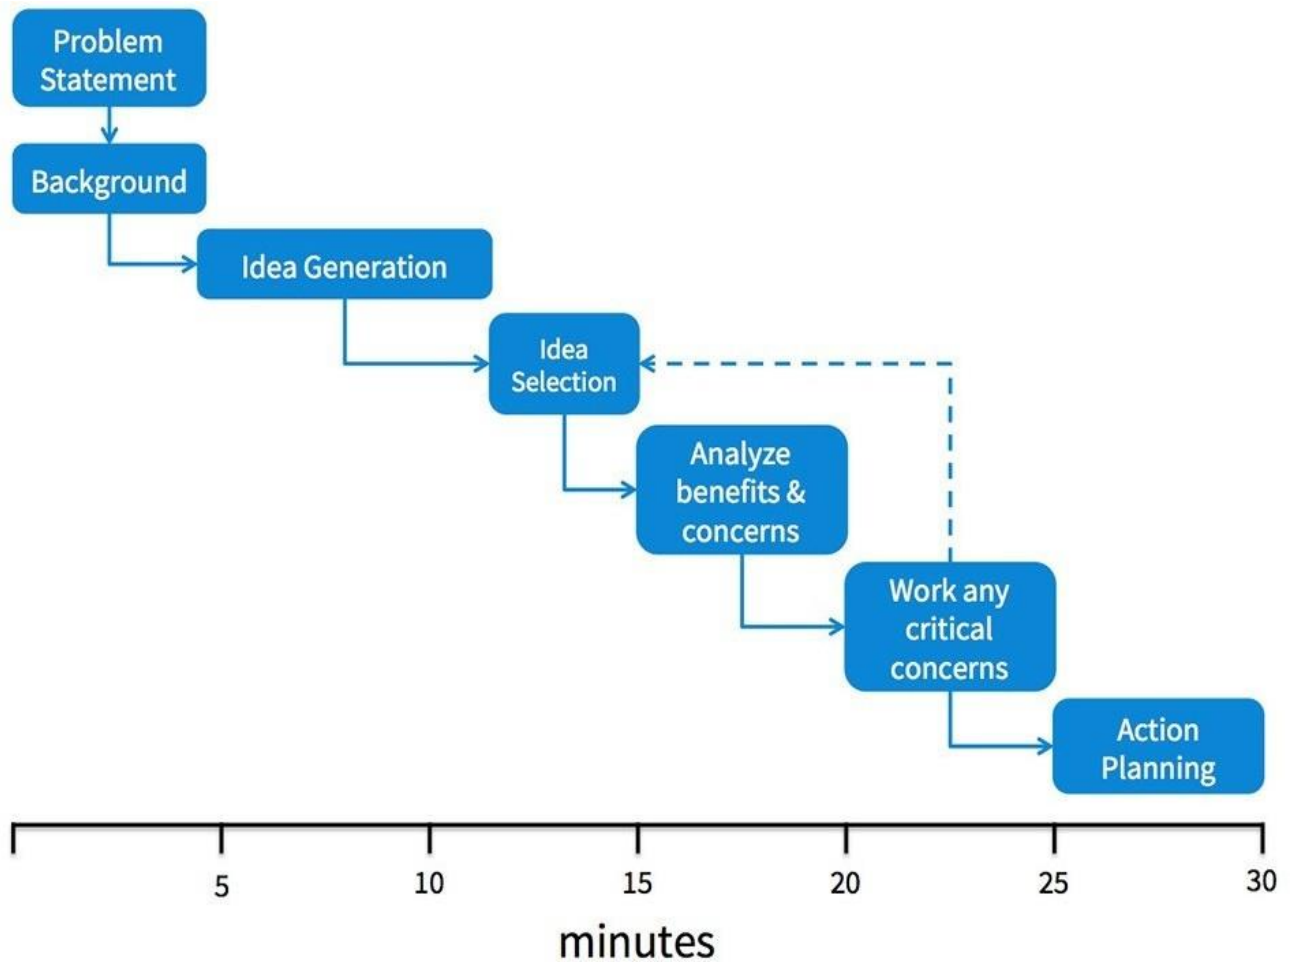 Problem
Statement
Background
Idea Generation
Idea
Selection
Analyze
benefits &
concerns
Work any
critical
concerns
Action
Planning
5 10 15 20 25 30
minutes